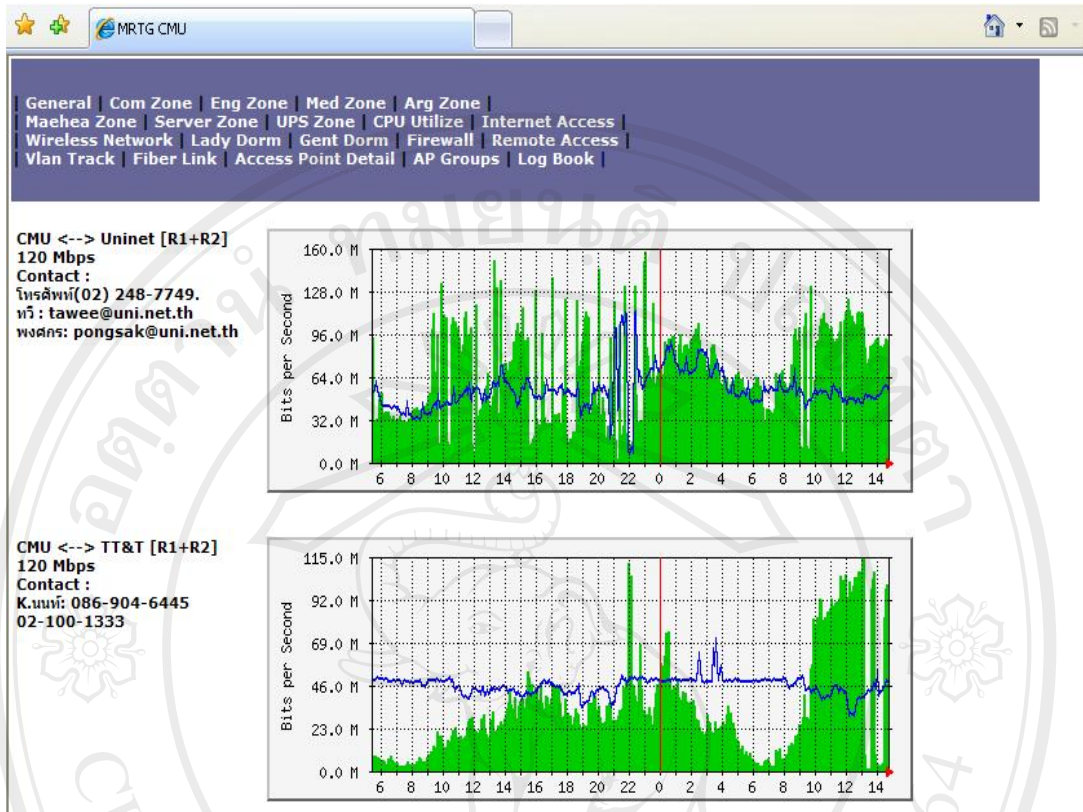 MRTG CMU
| General | Com Zone | Eng Zone | Med Zone | Arg Zone |
| Maehea Zone | Server Zone | UPS Zone | CPU Utilize | Internet Access |
| Wireless Network | Lady Dorm | Gent Dorm | Firewall | Remote Access |
| Vlan Track | Fiber Link | Access Point Detail | AP Groups | Log Book |
CMU <--> Uninet [R1+R2]
120 Mbps
Contact :
โทรศัพท์(02) 248-7749.
ทวี : tawee@uni.net.th
พงศกร: pongsak@uni.net.th
160.0 M
128.0 M
96.0 M
64.0 M
32.0 M
0.0 M
Bits per Second
6 8 10 12 14 16 18 20 22 0 2 4 6 8 10 12 14
CMU <--> TT&T [R1+R2]
120 Mbps
Contact :
K.นนท์: 086-904-6445
02-100-1333
115.0 M
92.0 M
69.0 M
46.0 M
23.0 M
0.0 M
Bits per Second
6 8 10 12 14 16 18 20 22 0 2 4 6 8 10 12 14